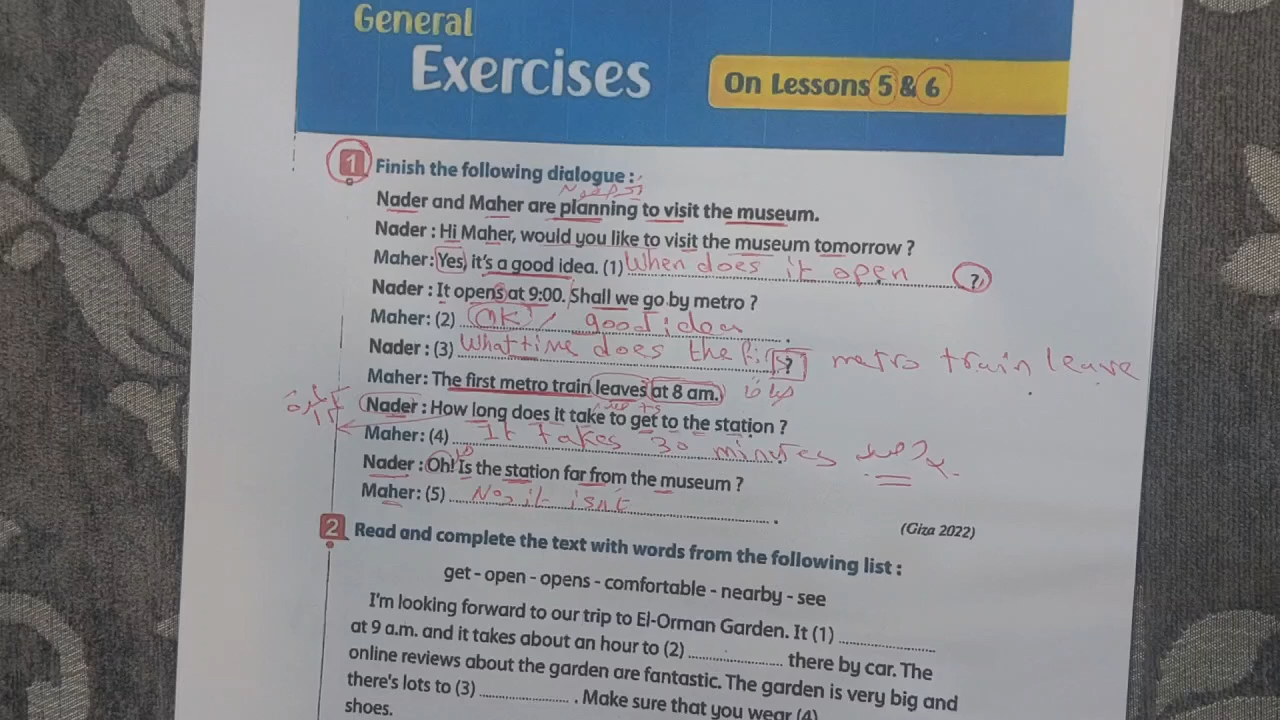 General
Exercises
On Lessons 5 & 6
1 Finish the following dialogue :
Nader and Maher are planning to visit the museum.
Nader : Hi Maher, would you like to visit the museum tomorrow ?
Maher : Yes, it's a good idea. (1) When does it open ?
Nader : It opens at 9:00. Shall we go by metro ?
Maher : (2) OK, good idea .
Nader : (3) What time does the first ? metro train leave
Maher : The first metro train leaves at 8 am.
Nader : How long does it take to get to the station ?
Maher : (4) It takes 30 minutes
Nader : Oh! Is the station far from the museum ?
Maher : (5) No, it isn't .
(Giza 2022)
2 Read and complete the text with words from the following list :
get - open - opens - comfortable - nearby - see
I'm looking forward to our trip to El-Orman Garden. It (1) ............
at 9 a.m. and it takes about an hour to (2) ............ there by car. The
online reviews about the garden are fantastic. The garden is very big and
there's lots to (3) ............ . Make sure that you wear (4)
shoes.